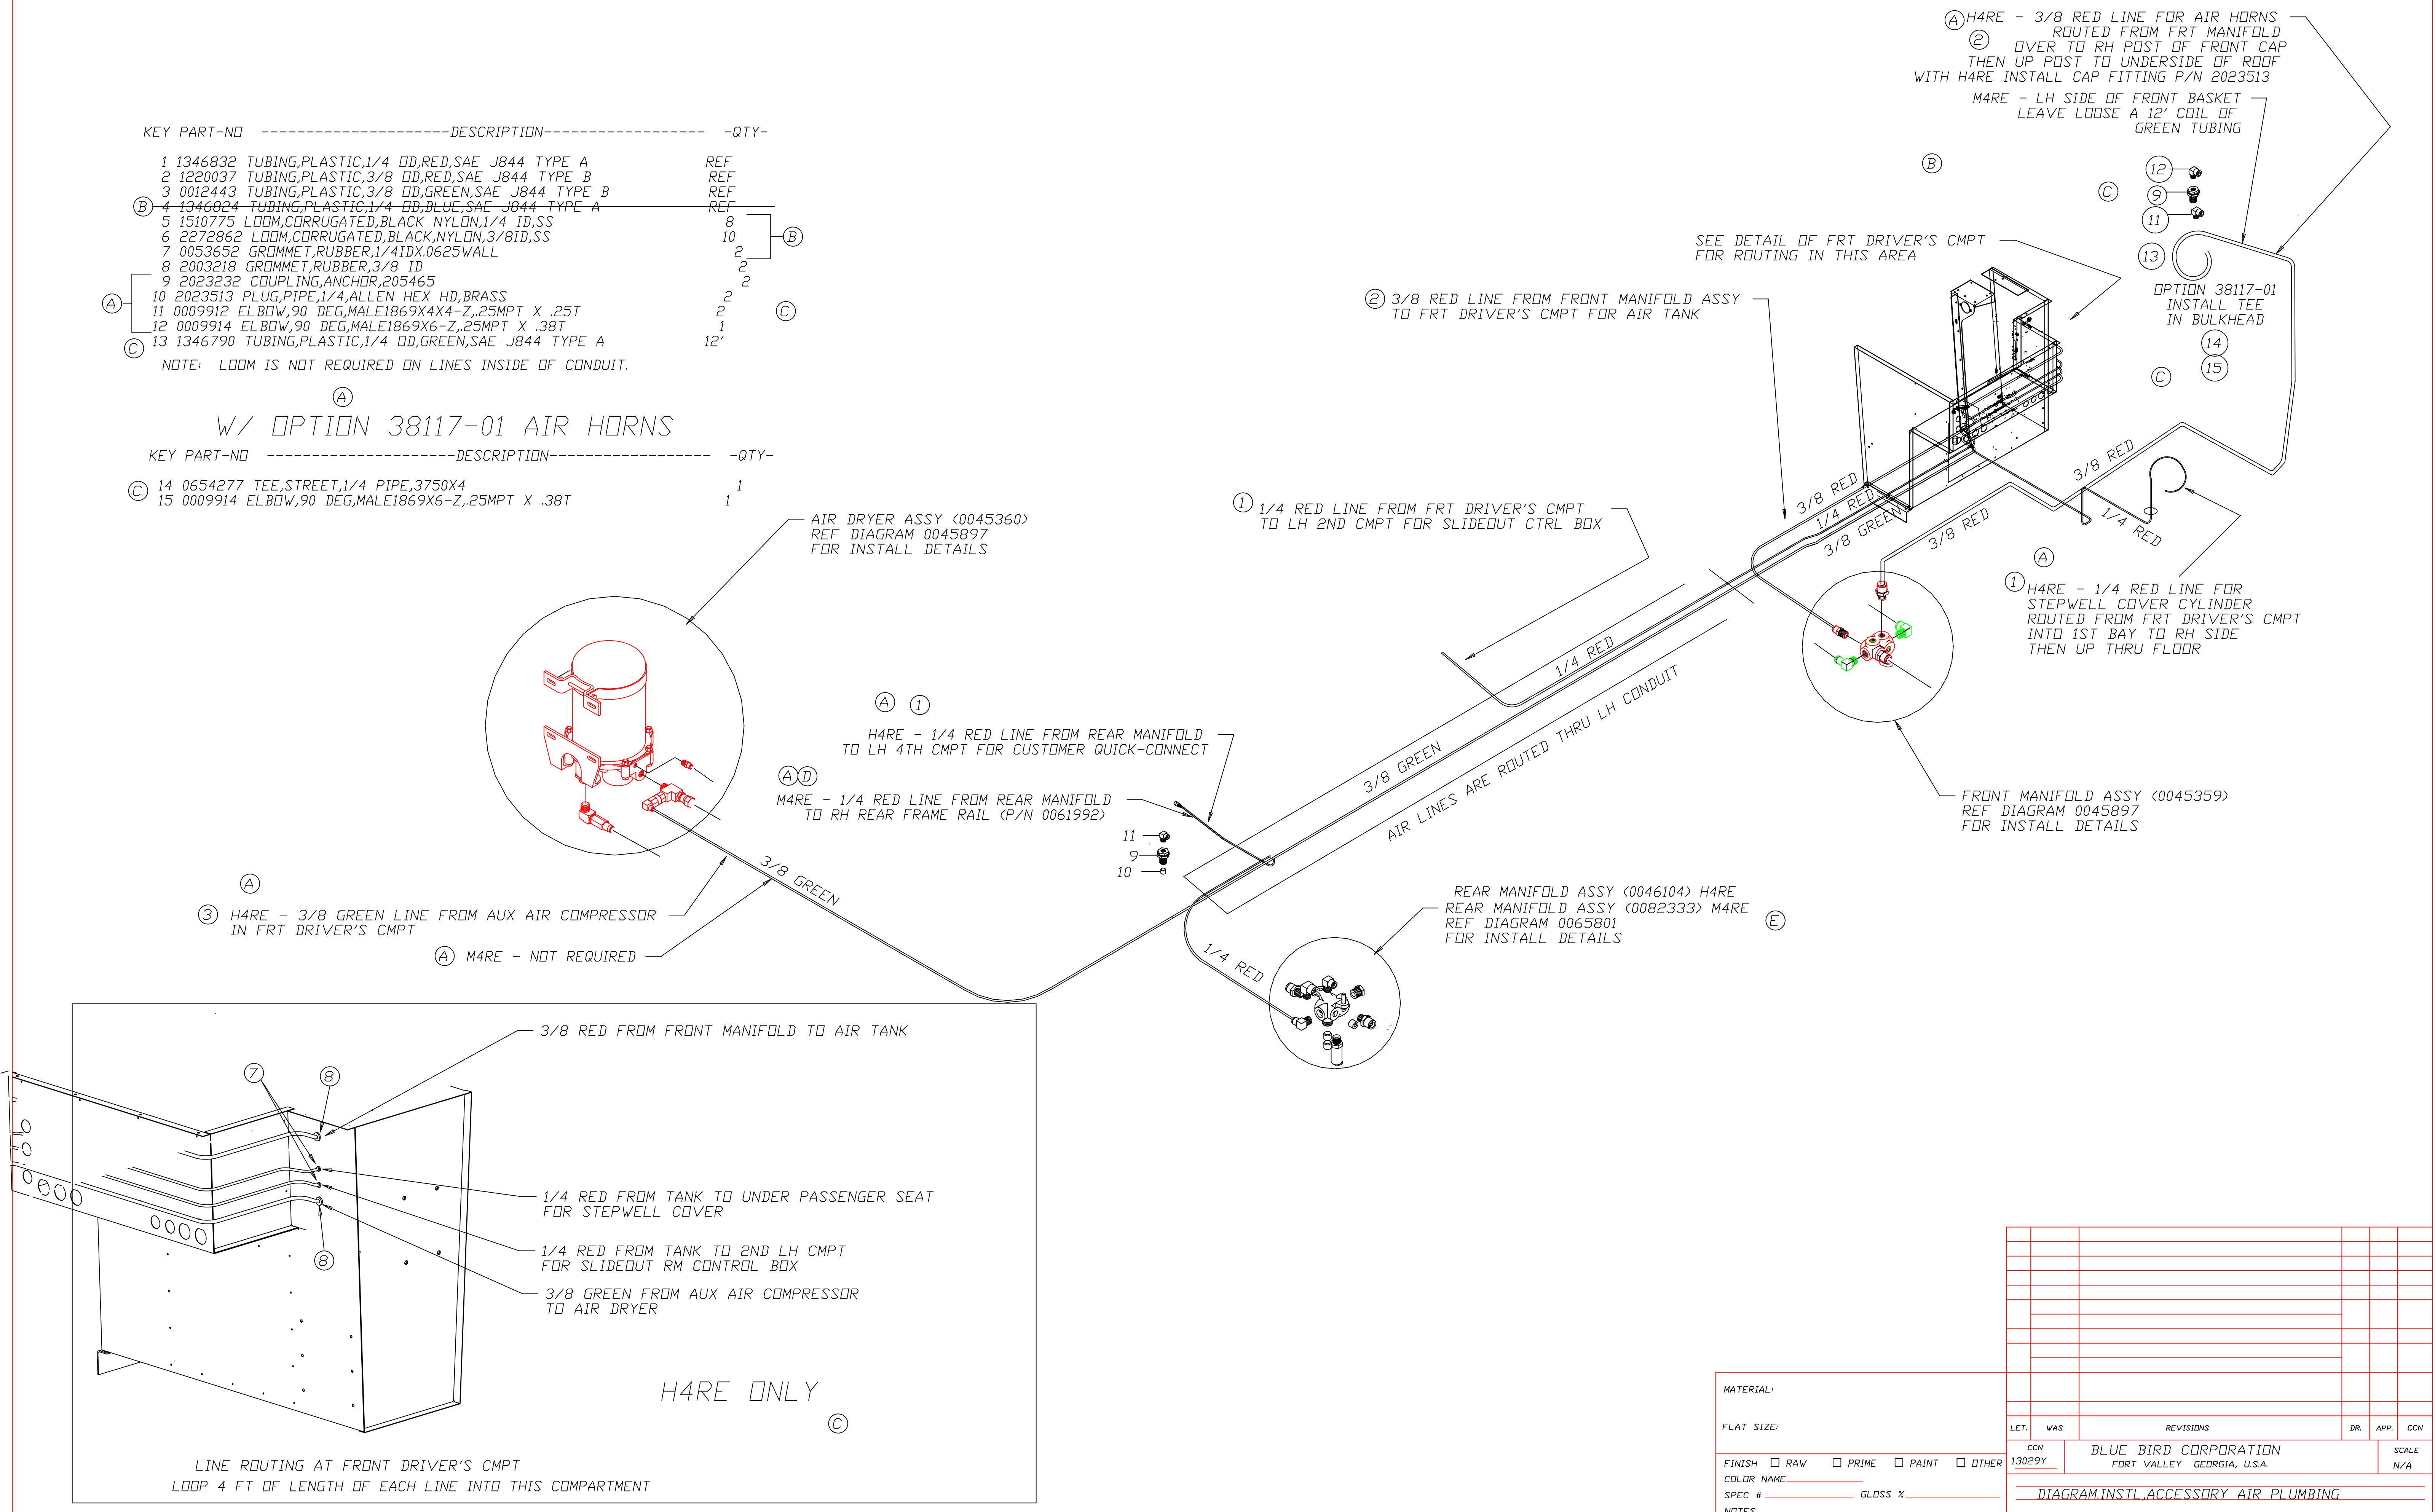 KEY PART-NO ---------------------DESCRIPTION------------------ -QTY-
1 1346832 TUBING,PLASTIC,1/4 OD,RED,SAE J844 TYPE A REF
2 1220037 TUBING,PLASTIC,3/8 OD,RED,SAE J844 TYPE B REF
3 0012443 TUBING,PLASTIC,3/8 OD,GREEN,SAE J844 TYPE B REF
B 4 1346824 TUBING,PLASTIC,1/4 OD,BLUE,SAE J844 TYPE A REF
5 1510775 LOOM,CORRUGATED,BLACK NYLON,1/4 ID,SS 8
6 2272862 LOOM,CORRUGATED,BLACK,NYLON,3/8ID,SS 10
B
7 0053652 GROMMET,RUBBER,1/4IDX.0625WALL 2
8 2003218 GROMMET,RUBBER,3/8 ID 2
9 2023232 COUPLING,ANCHOR,205465 2
A 10 2023513 PLUG,PIPE,1/4,ALLEN HEX HD,BRASS 2
11 0009912 ELBOW,90 DEG,MALE1869X4X4-Z,.25MPT X .25T 2
C
12 0009914 ELBOW,90 DEG,MALE1869X6-Z,.25MPT X .38T 1
C 13 1346790 TUBING,PLASTIC,1/4 OD,GREEN,SAE J844 TYPE A 12'
NOTE: LOOM IS NOT REQUIRED ON LINES INSIDE OF CONDUIT.
A
W/ OPTION 38117-01 AIR HORNS
KEY PART-NO ---------------------DESCRIPTION------------------ -QTY-
C 14 0654277 TEE,STREET,1/4 PIPE,3750X4 1
15 0009914 ELBOW,90 DEG,MALE1869X6-Z,.25MPT X .38T 1
A H4RE - 3/8 RED LINE FOR AIR HORNS
2 ROUTED FROM FRT MANIFOLD
OVER TO RH POST OF FRONT CAP
THEN UP POST TO UNDERSIDE OF ROOF
WITH H4RE INSTALL CAP FITTING P/N 2023513
M4RE - LH SIDE OF FRONT BASKET
LEAVE LOOSE A 12' COIL OF
GREEN TUBING
B
C
12
9
11
13
OPTION 38117-01
INSTALL TEE
IN BULKHEAD
14
15
C
SEE DETAIL OF FRT DRIVER'S CMPT
FOR ROUTING IN THIS AREA
2 3/8 RED LINE FROM FRONT MANIFOLD ASSY
TO FRT DRIVER'S CMPT FOR AIR TANK
1 1/4 RED LINE FROM FRT DRIVER'S CMPT
TO LH 2ND CMPT FOR SLIDEOUT CTRL BOX
3/8 RED
1/4 RED
3/8 GREEN
3/8 RED
3/8 RED
1/4 RED
A
1 H4RE - 1/4 RED LINE FOR
STEPWELL COVER CYLINDER
ROUTED FROM FRT DRIVER'S CMPT
INTO 1ST BAY TO RH SIDE
THEN UP THRU FLOOR
AIR DRYER ASSY (0045360)
REF DIAGRAM 0045897
FOR INSTALL DETAILS
1/4 RED
3/8 GREEN
AIR LINES ARE ROUTED THRU LH CONDUIT
A 1
H4RE - 1/4 RED LINE FROM REAR MANIFOLD
TO LH 4TH CMPT FOR CUSTOMER QUICK-CONNECT
A D
M4RE - 1/4 RED LINE FROM REAR MANIFOLD
TO RH REAR FRAME RAIL (P/N 0061992)
11
9
10
FRONT MANIFOLD ASSY (0045359)
REF DIAGRAM 0045897
FOR INSTALL DETAILS
3/8 GREEN
A
3 H4RE - 3/8 GREEN LINE FROM AUX AIR COMPRESSOR
IN FRT DRIVER'S CMPT
A M4RE - NOT REQUIRED
REAR MANIFOLD ASSY (0046104) H4RE
REAR MANIFOLD ASSY (0082333) M4RE
REF DIAGRAM 0065801
FOR INSTALL DETAILS
E
1/4 RED
3/8 RED FROM FRONT MANIFOLD TO AIR TANK
7
8
1/4 RED FROM TANK TO UNDER PASSENGER SEAT
FOR STEPWELL COVER
1/4 RED FROM TANK TO 2ND LH CMPT
FOR SLIDEOUT RM CONTROL BOX
8
3/8 GREEN FROM AUX AIR COMPRESSOR
TO AIR DRYER
H4RE ONLY
C
LINE ROUTING AT FRONT DRIVER'S CMPT
LOOP 4 FT OF LENGTH OF EACH LINE INTO THIS COMPARTMENT
MATERIAL:
FLAT SIZE:
FINISH RAW PRIME PAINT OTHER
COLOR NAME
SPEC # GLOSS %
NOTES
LET. WAS REVISIONS DR. APP. CCN
CCN
13029Y
BLUE BIRD CORPORATION
FORT VALLEY GEORGIA, U.S.A.
SCALE
N/A
DIAGRAM.INSTL,ACCESSORY AIR PLUMBING